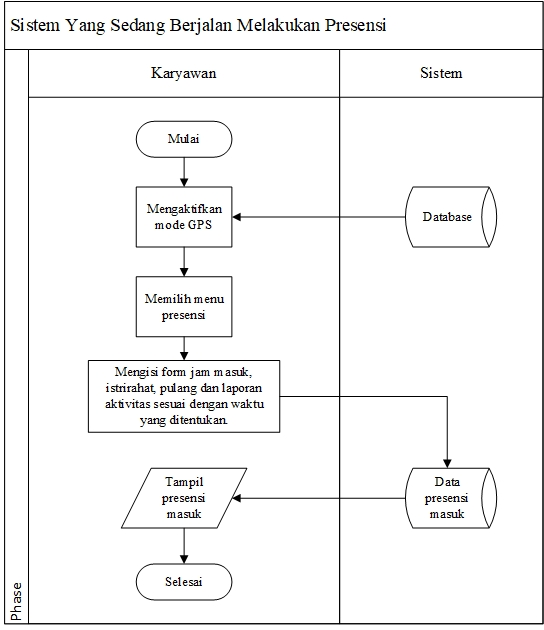 Sistem Yang Sedang Berjalan Melakukan Presensi
Karyawan
Sistem
Mulai
Mengaktifkan
mode GPS
Database
Memilih menu
presensi
Mengisi form jam masuk,
istrirahat, pulang dan laporan
aktivitas sesuai dengan waktu
yang ditentukan.
Tampil
presensi
masuk
Data
presensi
masuk
Selesai
Phase